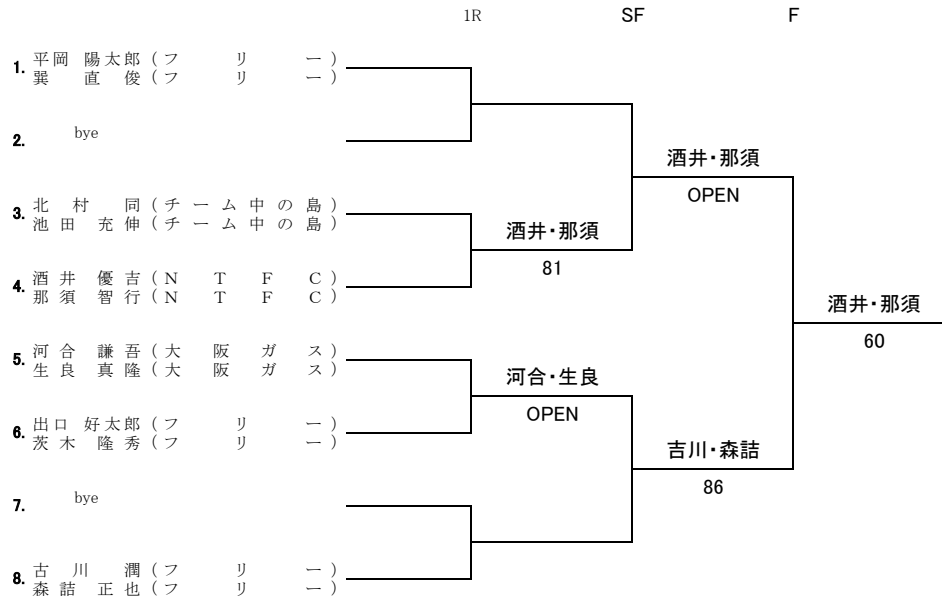 1R SF F
1. 平岡 陽太郎(フリー)
巽 直俊(フリー)
2. bye
酒井・那須
OPEN
3. 北村 同(チーム中の島)
池田 充伸(チーム中の島)
酒井・那須
81
4. 酒井 優吉(NTFC)
那須 智行(NTFC)
酒井・那須
60
5. 河合 謙吾(大阪ガス)
生良 真隆(大阪ガス)
河合・生良
OPEN
6. 出口 好太郎(フリー)
茨木 隆秀(フリー)
吉川・森詰
86
7. bye
8. 古川 潤(フリー)
森詰 正也(フリー)